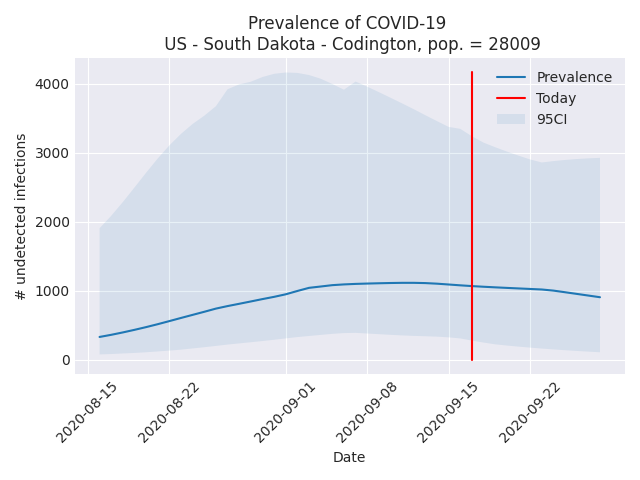 Prevalence of COVID-19
US - South Dakota - Codington, pop. = 28009
# undetected infections
4000
3000
2000
1000
0
Prevalence
Today
95CI
2020-08-15
2020-08-22
2020-09-01
2020-09-08
2020-09-15
2020-09-22
Date